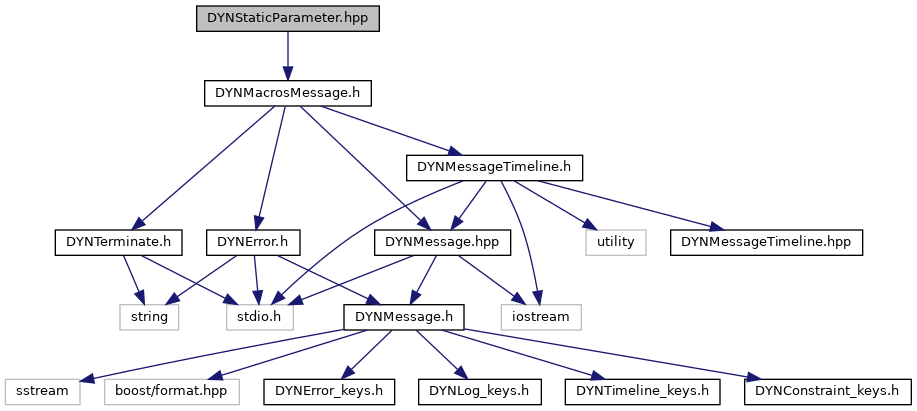 DYNStaticParameter.hpp
DYNMacrosMessage.h
DYNMessageTimeline.h
DYNTerminate.h
DYNError.h
DYNMessage.hpp
utility
DYNMessageTimeline.hpp
string
stdio.h
DYNMessage.h
iostream
sstream
boost/format.hpp
DYNError_keys.h
DYNLog_keys.h
DYNTimeline_keys.h
DYNConstraint_keys.h